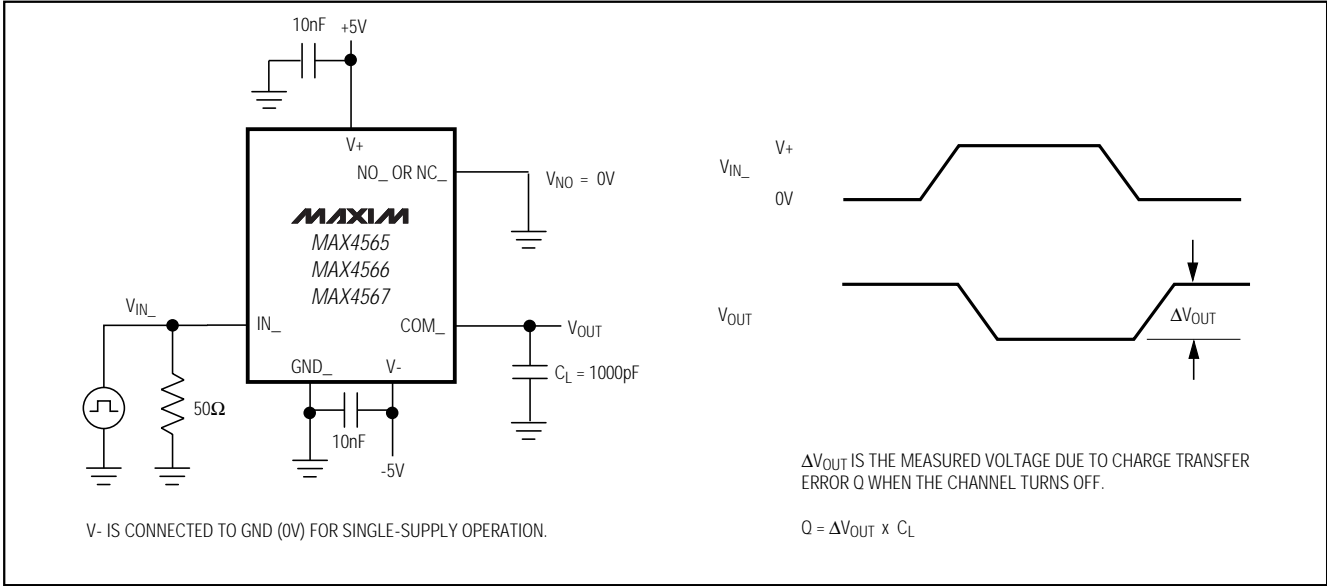 10nF +5V
V+
NO_ OR NC_
V_NO = 0V
MAXIM
MAX4565
MAX4566
MAX4567
V_IN_
IN_
COM_
V_OUT
GND_ V-
C_L = 1000pF
50Ω
10nF
-5V
V- IS CONNECTED TO GND (0V) FOR SINGLE-SUPPLY OPERATION.
V+
V_IN_
0V
V_OUT
ΔV_OUT
ΔV_OUT IS THE MEASURED VOLTAGE DUE TO CHARGE TRANSFER
ERROR Q WHEN THE CHANNEL TURNS OFF.
Q = ΔV_OUT x C_L